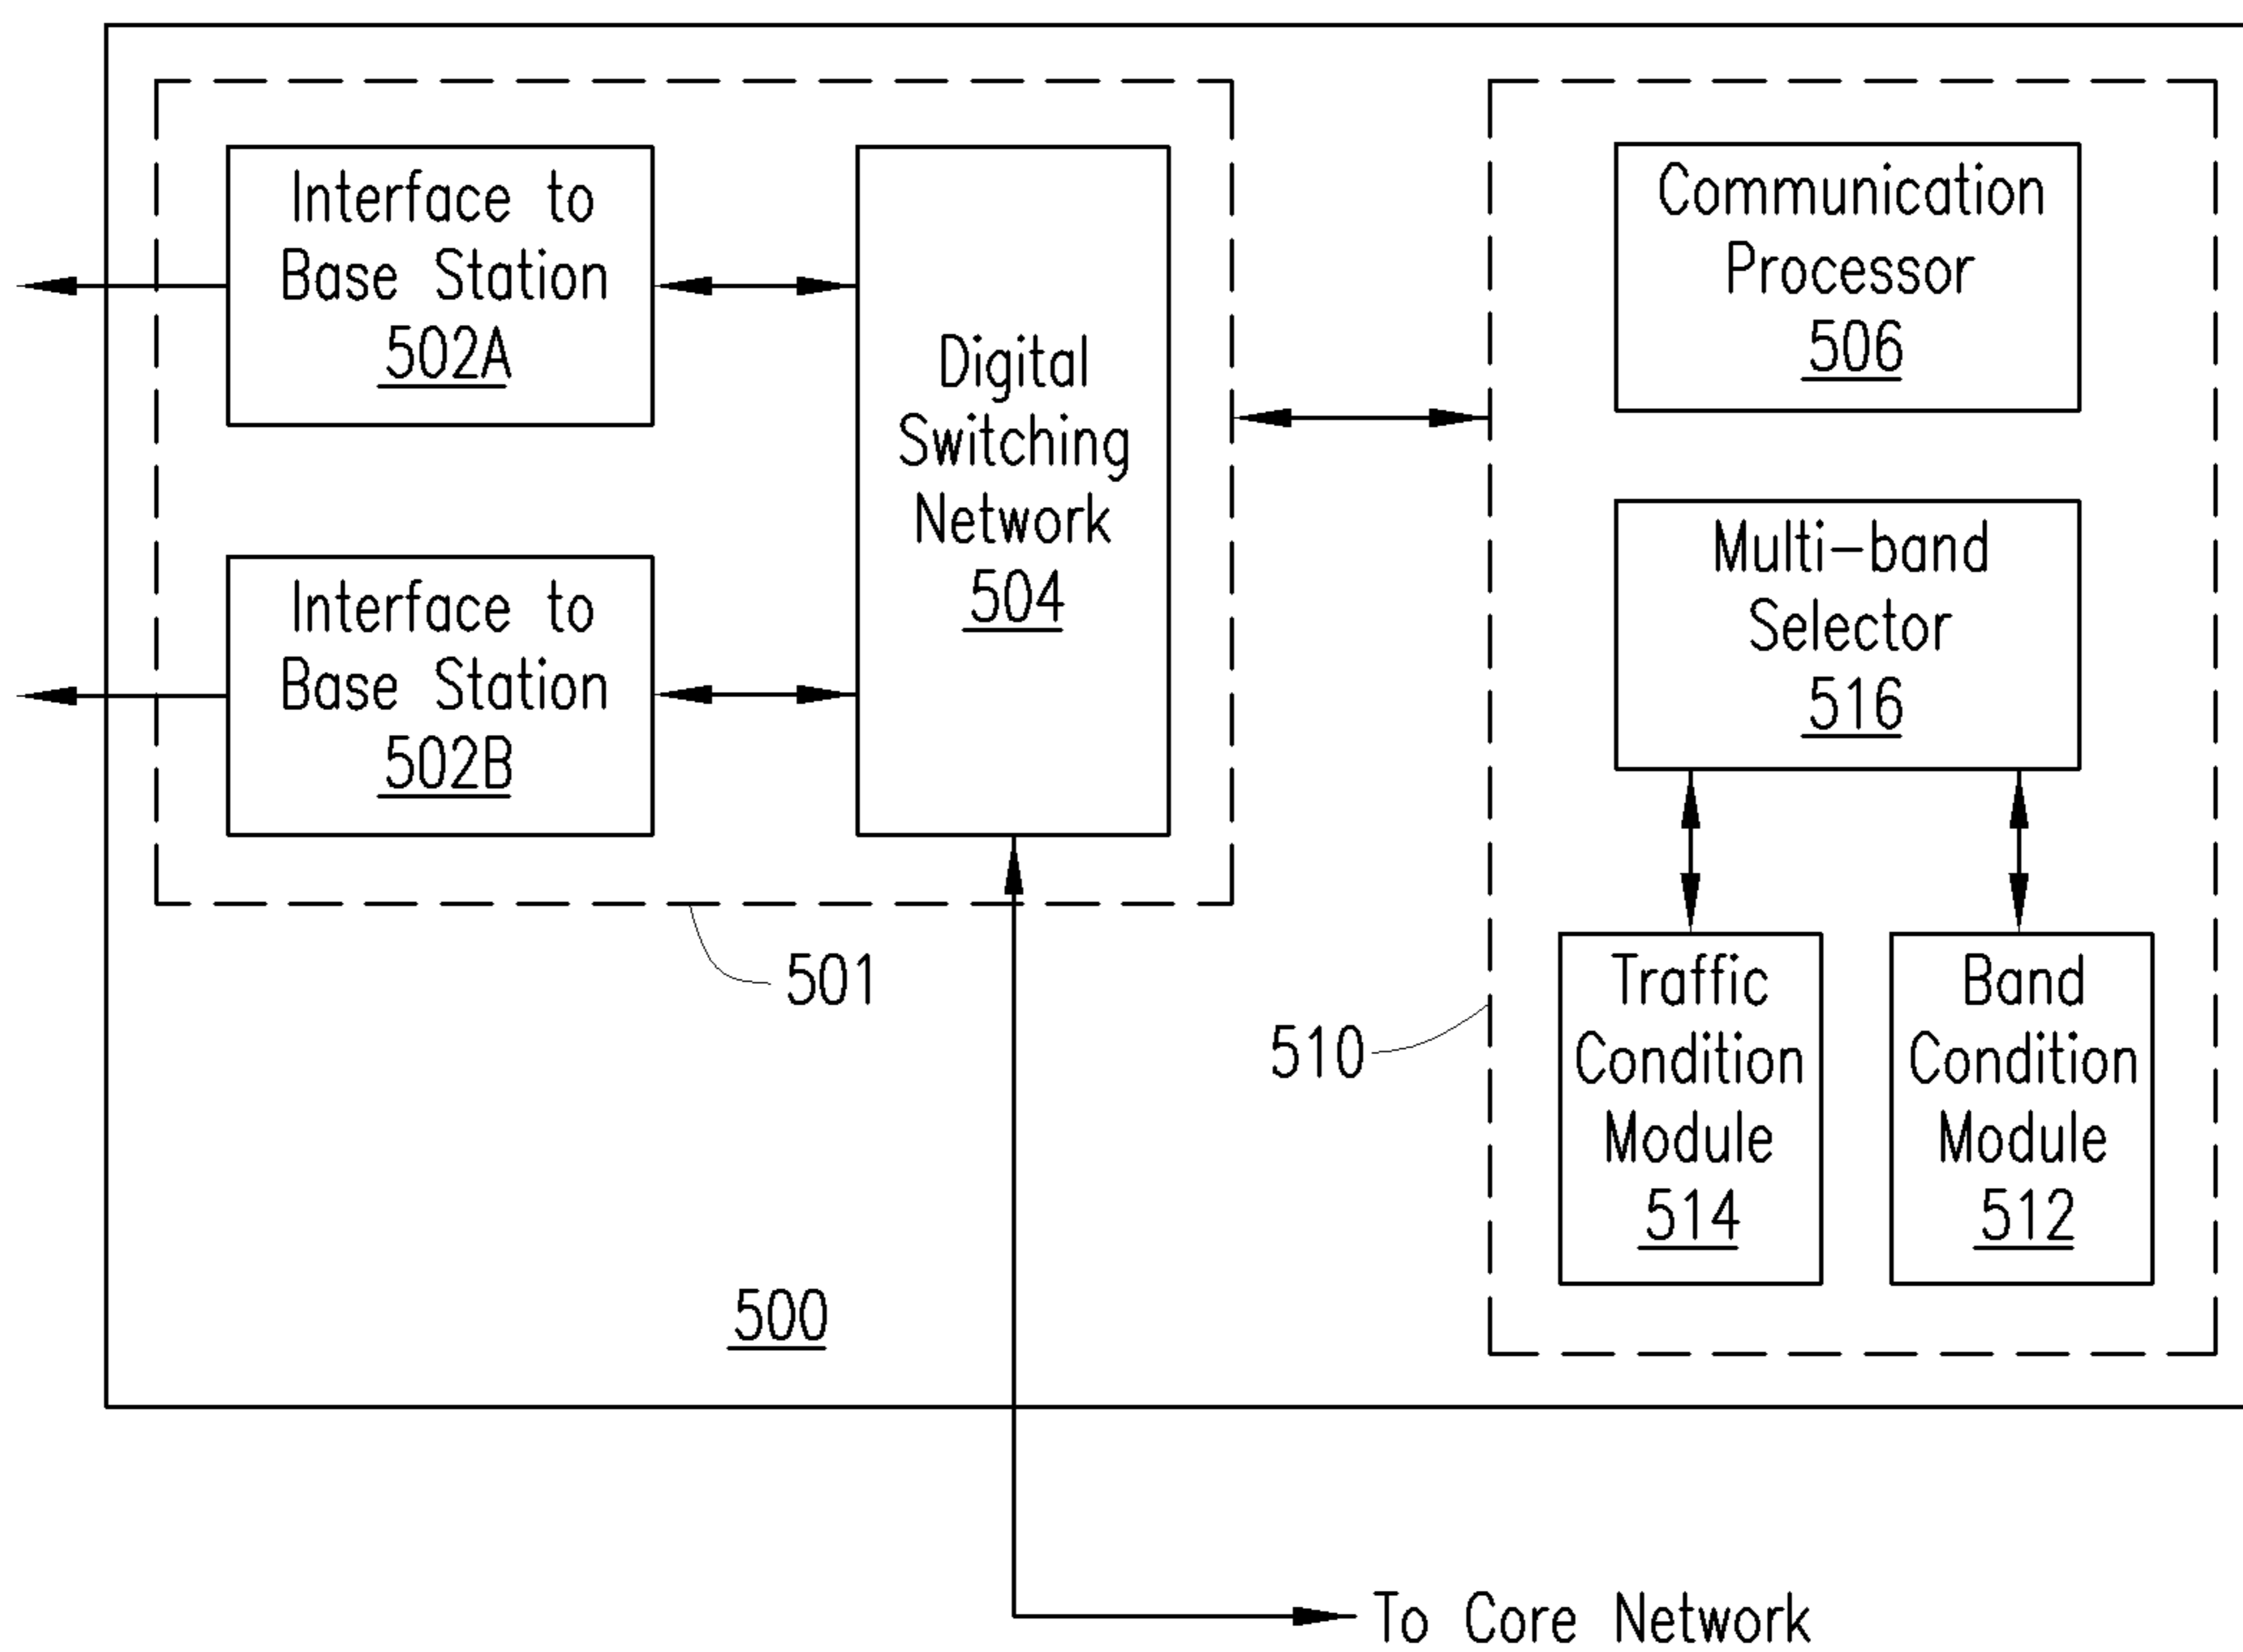 Interface to
Base Station
502A
Interface to
Base Station
502B
Digital
Switching
Network
504
501
Communication
Processor
506
Multi-band
Selector
516
Traffic
Condition
Module
514
Band
Condition
Module
512
510
500
To Core Network